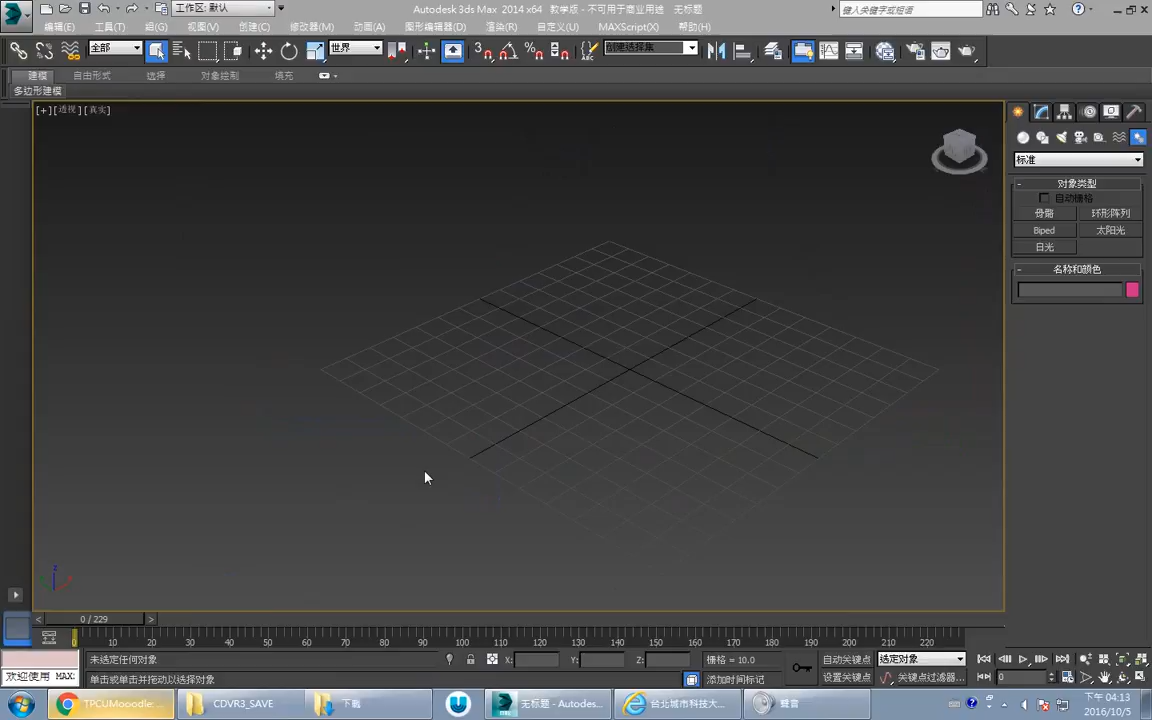 工作区: 默认
Autodesk 3ds Max  2014 x64    教学版 - 不可用于商业用途    无标题
键入关键字或短语
编辑(E)
工具(T)
组(G)
视图(V)
创建(C)
修改器(M)
动画(A)
图形编辑器(D)
渲染(R)
自定义(U)
MAXScript(X)
帮助(H)
全部
世界
创建选择集
建模
自由形式
选择
对象绘制
填充
多边形建模
[+][透视][真实]
标准
对象类型
自动栅格
骨骼
环形阵列
Biped
太阳光
日光
名称和颜色
0 / 229
0 10 20 30 40 50 60 70 80 90 100 110 120 130 140 150 160 170 180 190 200 210 220
未选定任何对象
X:
Y:
Z:
栅格 = 10.0
自动关键点
选定对象
欢迎使用 MAX:
单击或单击并拖动以选择对象
添加时间标记
设置关键点
关键点过滤器...
0
TPCUMooodle:...
CDVR3_SAVE
下載
无标题 - Autodes...
台北城市科技大...
聲音
下午 04:13
2016/10/5